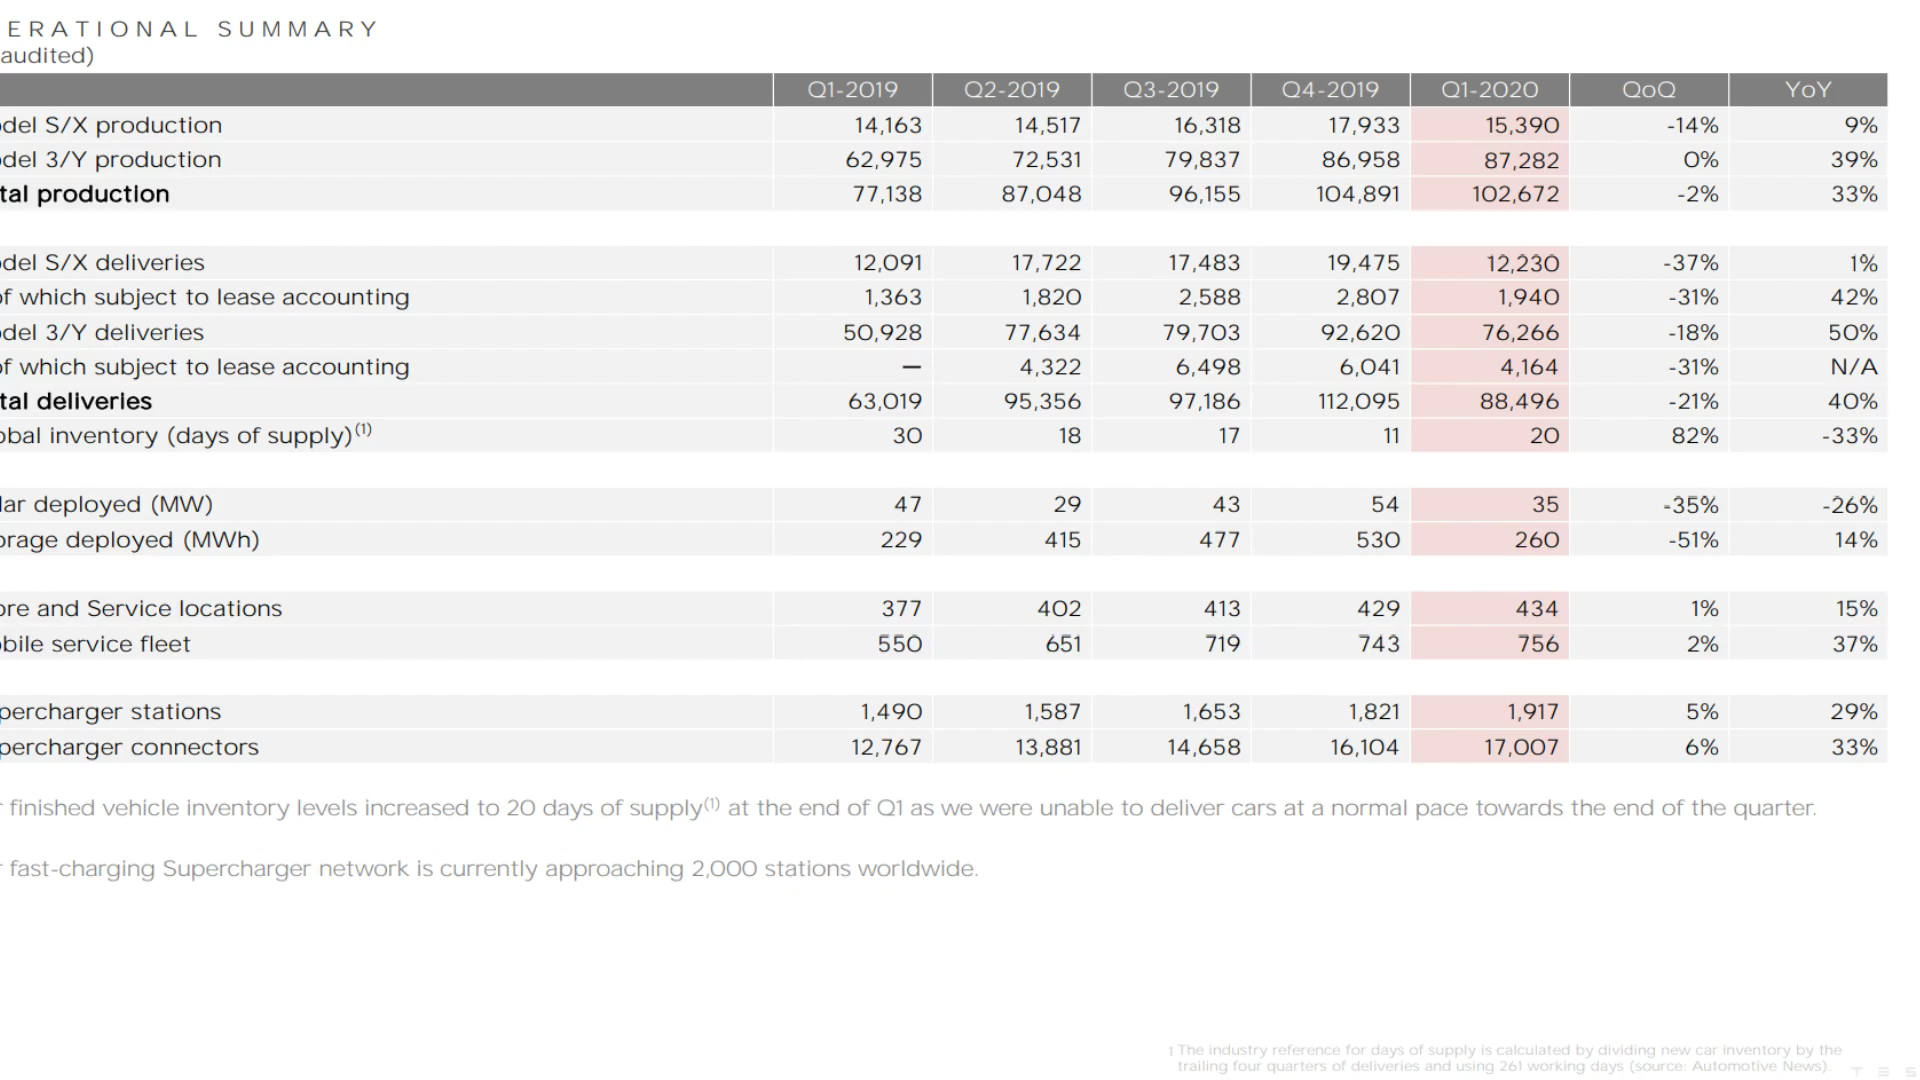 ERATIONAL SUMMARY
audited)
Q1-2019 Q2-2019 Q3-2019 Q4-2019 Q1-2020 QoQ YoY
del S/X production 14,163 14,517 16,318 17,933 15,390 -14% 9%
del 3/Y production 62,975 72,531 79,837 86,958 87,282 0% 39%
tal production 77,138 87,048 96,155 104,891 102,672 -2% 33%
del S/X deliveries 12,091 17,722 17,483 19,475 12,230 -37% 1%
of which subject to lease accounting 1,363 1,820 2,588 2,807 1,940 -31% 42%
del 3/Y deliveries 50,928 77,634 79,703 92,620 76,266 -18% 50%
of which subject to lease accounting — 4,322 6,498 6,041 4,164 -31% N/A
tal deliveries 63,019 95,356 97,186 112,095 88,496 -21% 40%
obal inventory (days of supply)(1) 30 18 17 11 20 82% -33%
lar deployed (MW) 47 29 43 54 35 -35% -26%
orage deployed (MWh) 229 415 477 530 260 -51% 14%
ore and Service locations 377 402 413 429 434 1% 15%
obile service fleet 550 651 719 743 756 2% 37%
percharger stations 1,490 1,587 1,653 1,821 1,917 5% 29%
percharger connectors 12,767 13,881 14,658 16,104 17,007 6% 33%
r finished vehicle inventory levels increased to 20 days of supply(1) at the end of Q1 as we were unable to deliver cars at a normal pace towards the end of the quarter.
r fast-charging Supercharger network is currently approaching 2,000 stations worldwide.
1 The industry reference for days of supply is calculated by dividing new car inventory by the
trailing four quarters of deliveries and using 261 working days (source: Automotive News).
T E S